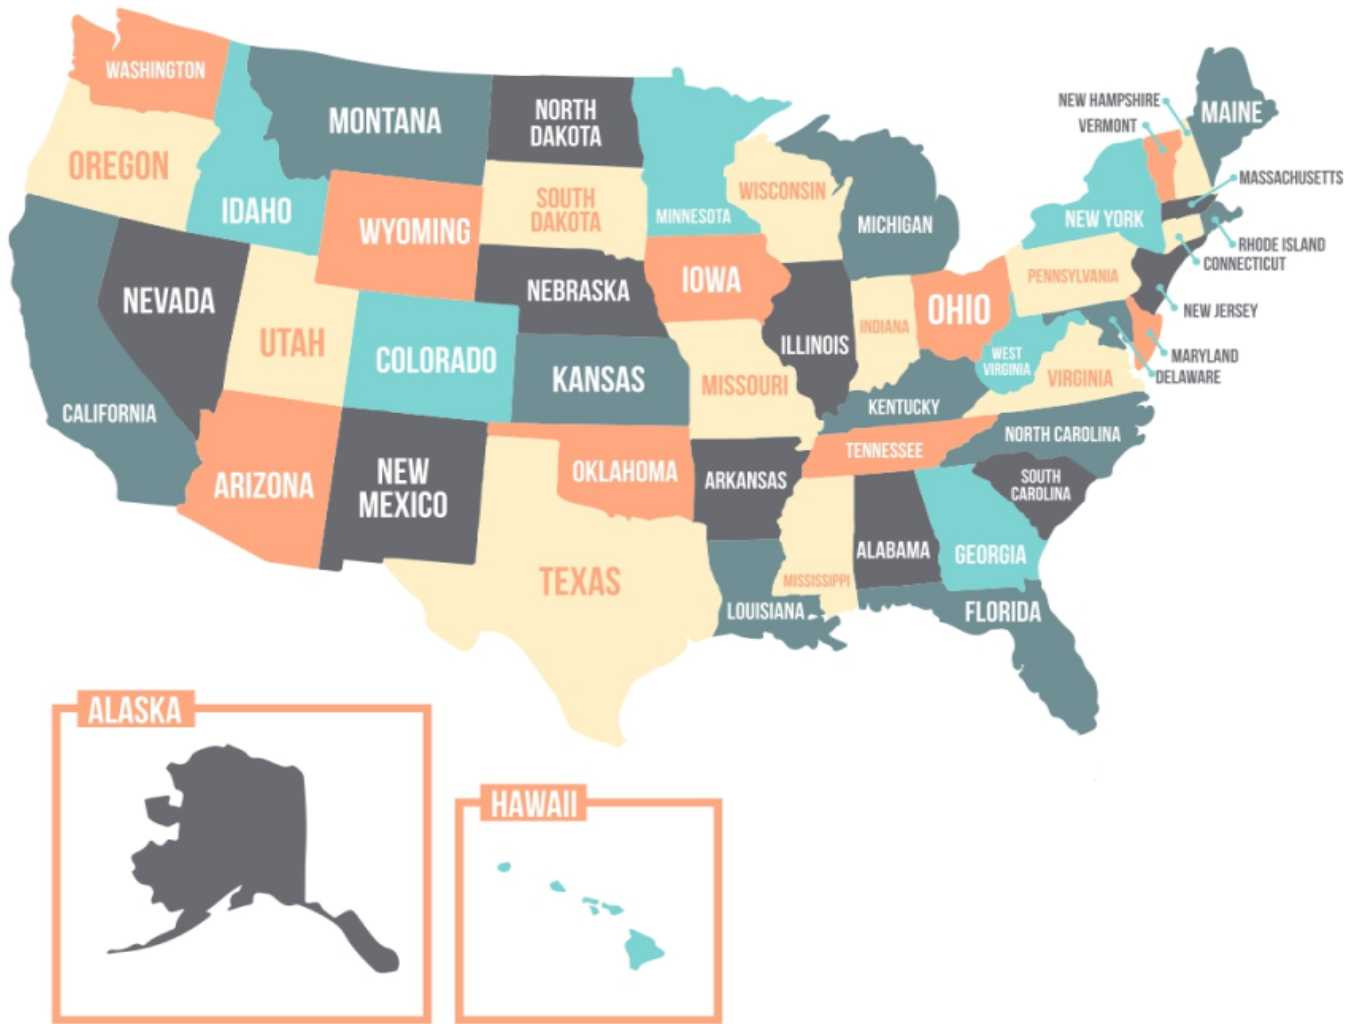 WASHINGTON
OREGON
CALIFORNIA
NEVADA
IDAHO
MONTANA
WYOMING
UTAH
COLORADO
ARIZONA
NEW
MEXICO
NORTH
DAKOTA
SOUTH
DAKOTA
NEBRASKA
KANSAS
OKLAHOMA
TEXAS
MINNESOTA
IOWA
MISSOURI
ARKANSAS
LOUISIANA
WISCONSIN
ILLINOIS
MICHIGAN
INDIANA
OHIO
KENTUCKY
TENNESSEE
MISSISSIPPI
ALABAMA
GEORGIA
FLORIDA
SOUTH
CAROLINA
NORTH CAROLINA
VIRGINIA
WEST
VIRGINIA
PENNSYLVANIA
NEW YORK
NEW HAMPSHIRE
VERMONT
MAINE
MASSACHUSETTS
RHODE ISLAND
CONNECTICUT
NEW JERSEY
MARYLAND
DELAWARE
ALASKA
HAWAII